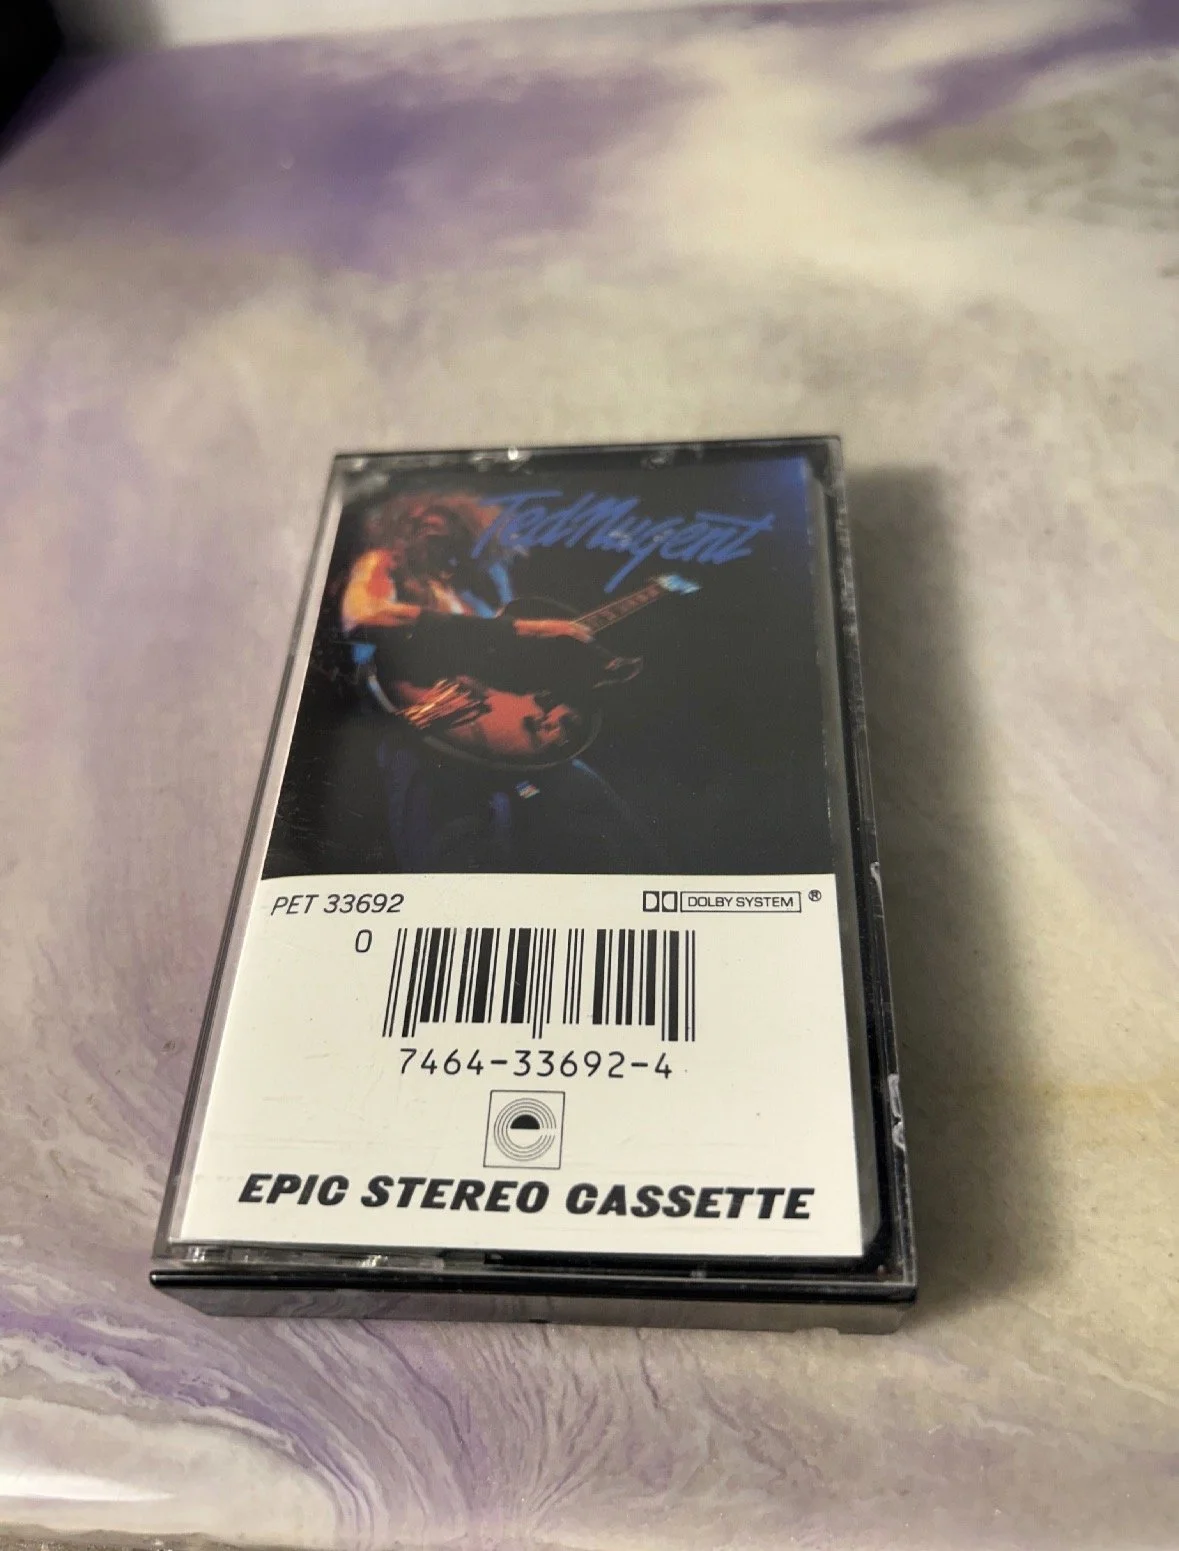 Ted Nugent
PET 33692
DOLBY SYSTEM ®
0
7464-33692-4
EPIC STEREO CASSETTE